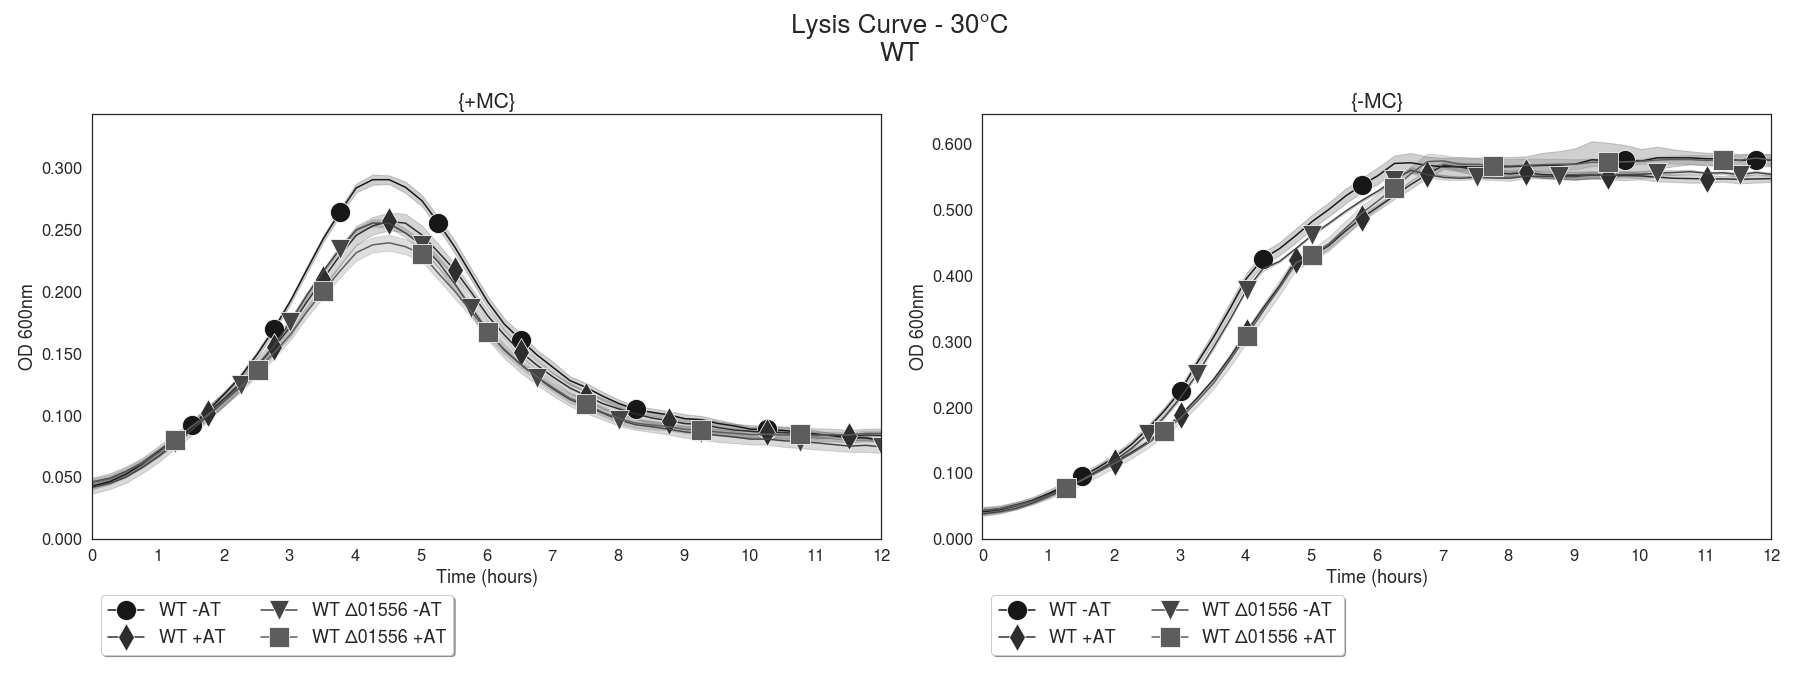 Lysis Curve - 30°C
WT
{+MC}
0.300
0.250
0.200
0.150
0.100
0.050
0.000
OD 600nm
0 1 2 3 4 5 6 7 8 9 10 11 12
Time (hours)
WT -AT
WT +AT
WT Δ01556 -AT
WT Δ01556 +AT
{-MC}
0.600
0.500
0.400
0.300
0.200
0.100
0.000
OD 600nm
0 1 2 3 4 5 6 7 8 9 10 11 12
Time (hours)
WT -AT
WT +AT
WT Δ01556 -AT
WT Δ01556 +AT